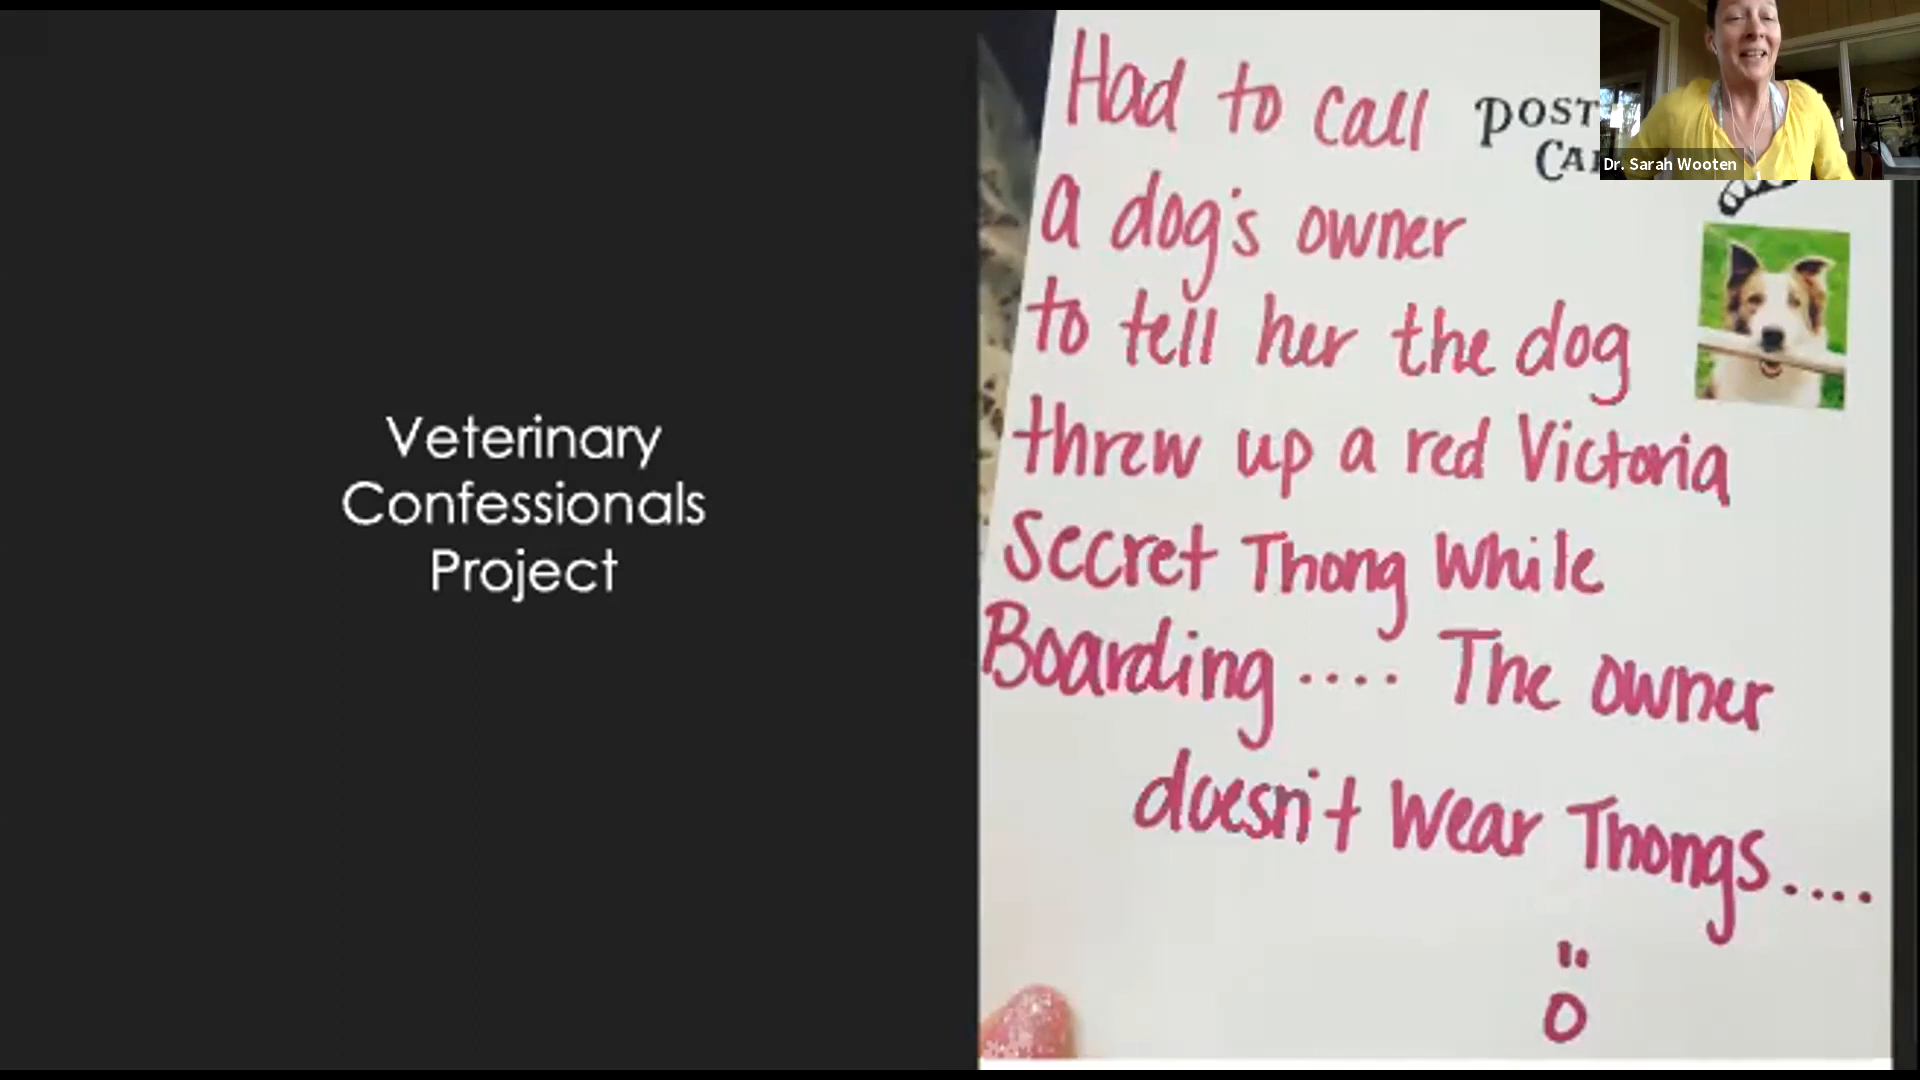 Veterinary
Confessionals
Project
Had to call
a dog's owner
to tell her the dog
threw up a red Victoria
Secret Thong While
Boarding .... The owner
doesn't Wear Thongs....
POST
Dr. Sarah Wooten